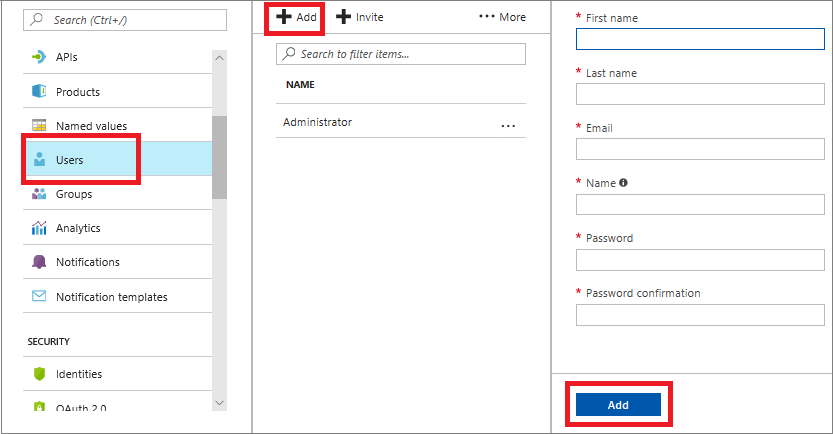 Search (Ctrl+/)
APIs
Products
Named values
Users
Groups
Analytics
Notifications
Notification templates
SECURITY
Identities
OAuth 2.0
Add
Invite
More
Search to filter items...
NAME
Administrator
* First name
* Last name
* Email
* Name
* Password
* Password confirmation
Add